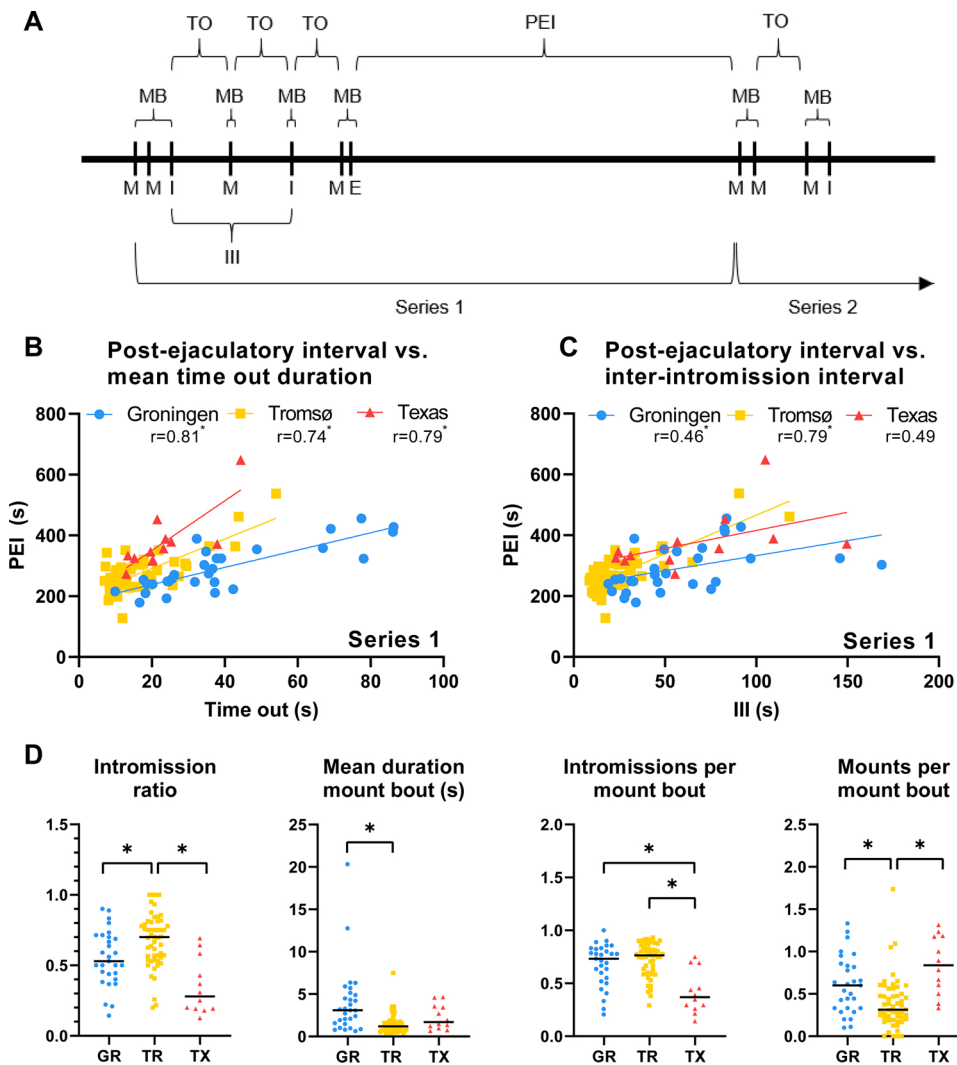 A
TO TO TO PEI TO
MB MB MB MB MB MB
M M I M I M E M M M I
III
Series 1 Series 2
B Post-ejaculatory interval vs.
mean time out duration
Groningen Tromsø Texas
r=0.81* r=0.74* r=0.79*
800
600
400
200
0
PEI (s)
Series 1
0 20 40 60 80 100
Time out (s)
C Post-ejaculatory interval vs.
inter-intromission interval
Groningen Tromsø Texas
r=0.46* r=0.79* r=0.49
800
600
400
200
0
PEI (s)
Series 1
0 50 100 150 200
III (s)
D
Intromission
ratio
1.5
1.0
0.5
0.0
* *
GR TR TX
Mean duration
mount bout (s)
25
20
15
10
5
0
*
GR TR TX
Intromissions per
mount bout
2.0
1.5
1.0
0.5
0.0
*
*
GR TR TX
Mounts per
mount bout
2.5
2.0
1.5
1.0
0.5
0.0
* *
GR TR TX